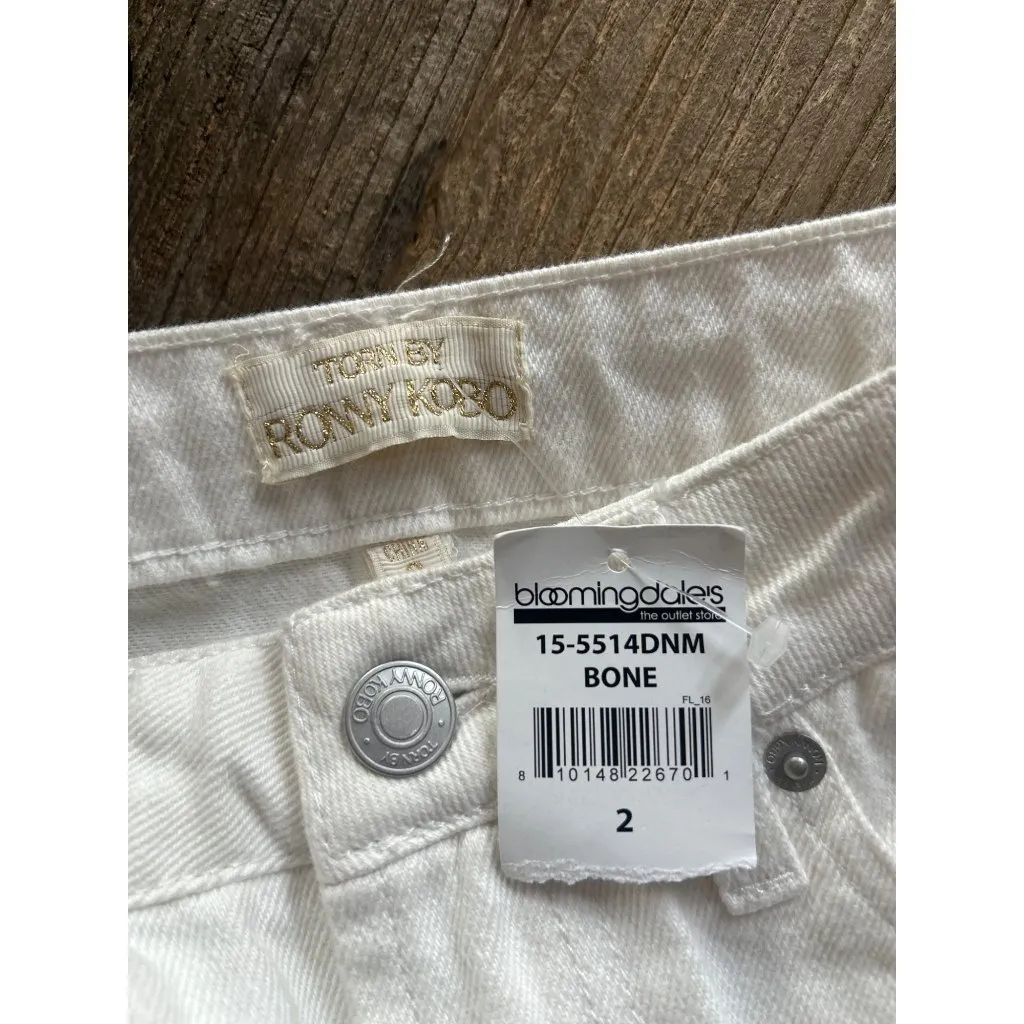 TORN BY
RONNY KOBO
CHINA
bloomingdale's
the outlet store
15-5514DNM
BONE
FL_16
8 10148 22670 1
2
RONNY KOBO • TORN BY •